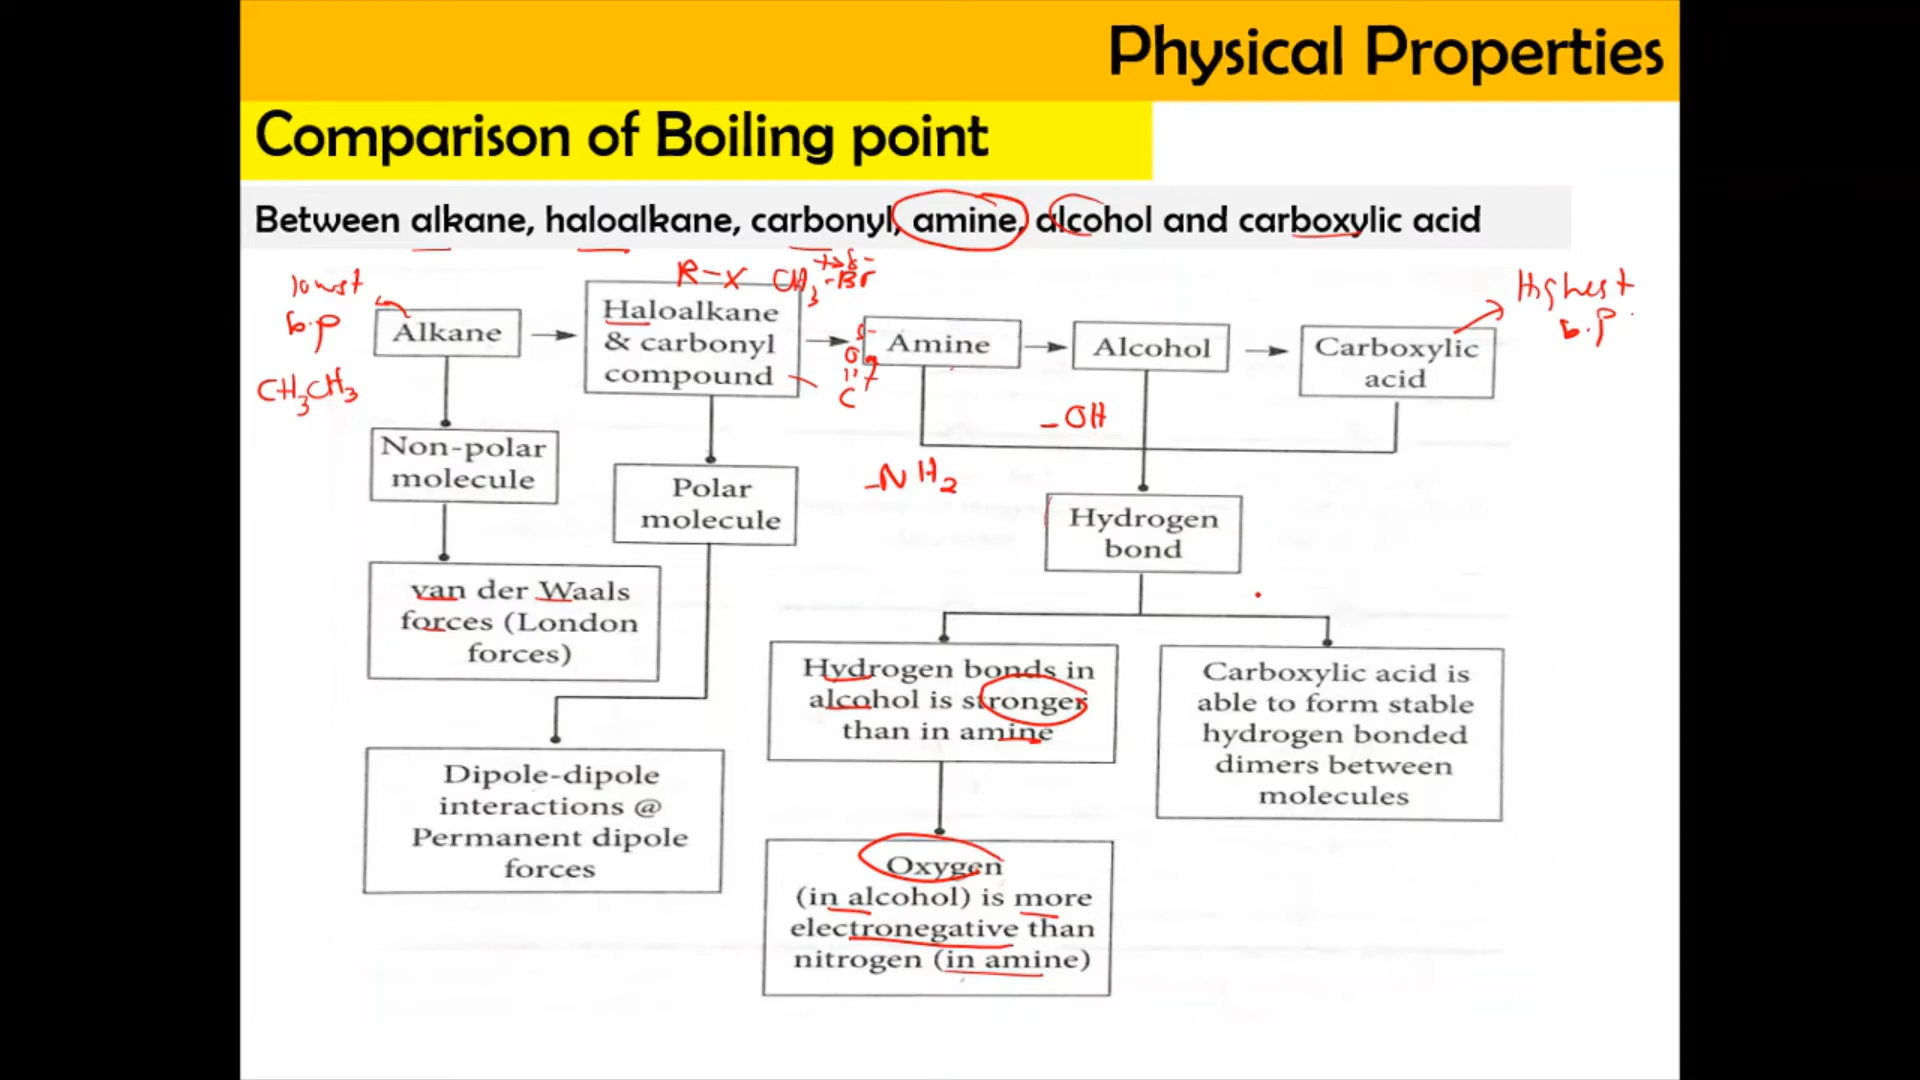 Physical Properties
Comparison of Boiling point
Between alkane, haloalkane, carbonyl, amine, alcohol and carboxylic acid
lowst
b.p
CH3CH3
R-X CH3-Br
δ-
Highest
b.p.
Alkane
Haloalkane
& carbonyl
compound
δ-
O
C
Amine
Alcohol
Carboxylic
acid
-OH
-NH2
Non-polar
molecule
Polar
molecule
Hydrogen
bond
van der Waals
forces (London
forces)
Hydrogen bonds in
alcohol is stronger
than in amine
Carboxylic acid is
able to form stable
hydrogen bonded
dimers between
molecules
Dipole-dipole
interactions @
Permanent dipole
forces
Oxygen
(in alcohol) is more
electronegative than
nitrogen (in amine)